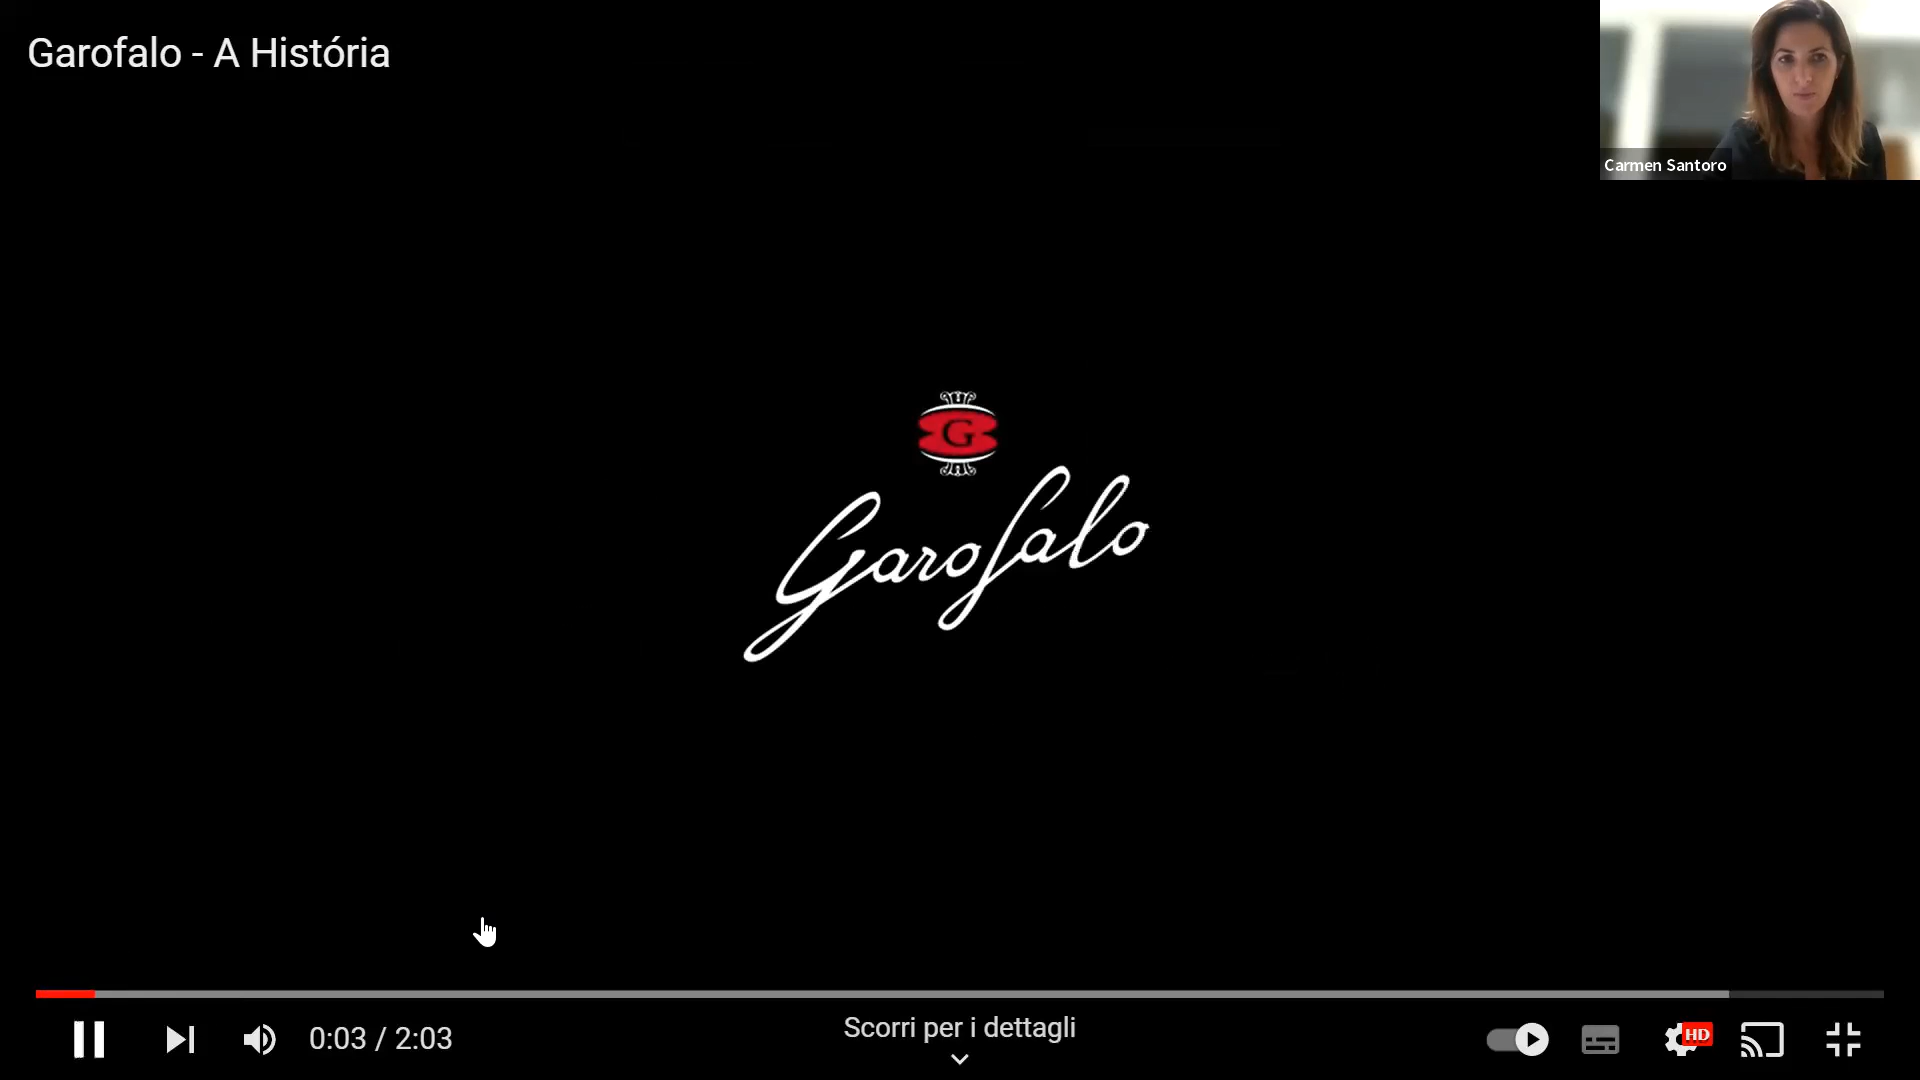 Garofalo - A História
Carmen Santoro
G
Garofalo
0:03 / 2:03
Scorri per i dettagli
HD